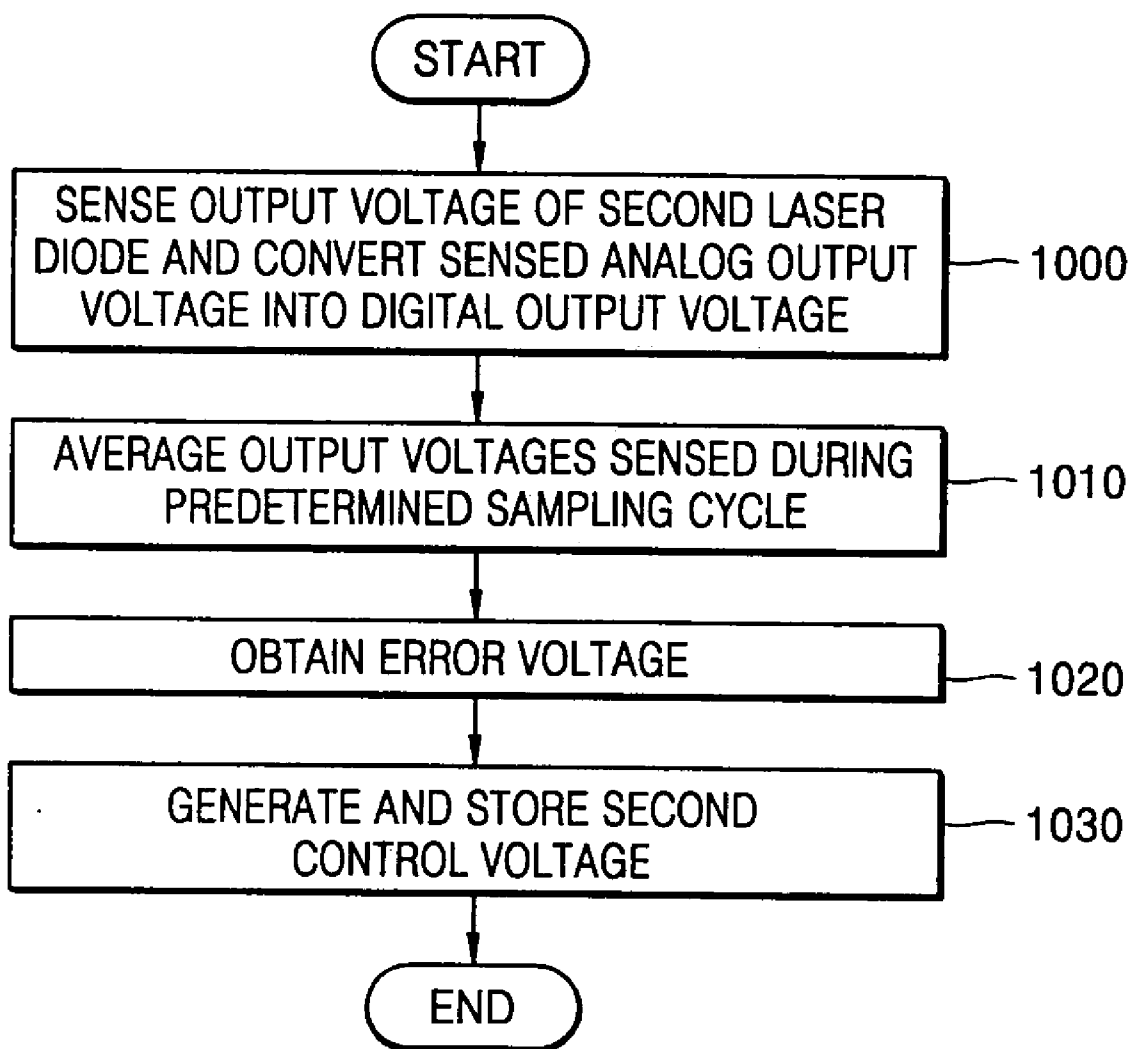 START
SENSE OUTPUT VOLTAGE OF SECOND LASER
DIODE AND CONVERT SENSED ANALOG OUTPUT
VOLTAGE INTO DIGITAL OUTPUT VOLTAGE
1000
AVERAGE OUTPUT VOLTAGES SENSED DURING
PREDETERMINED SAMPLING CYCLE
1010
OBTAIN ERROR VOLTAGE
1020
GENERATE AND STORE SECOND
CONTROL VOLTAGE
1030
END